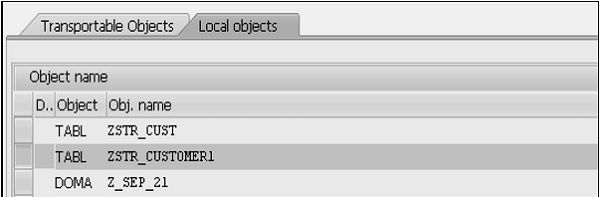 Transportable Objects Local objects
Object name
D.. Object Obj. name
TABL ZSTR_CUST
TABL ZSTR_CUSTOMER1
DOMA Z_SEP_21